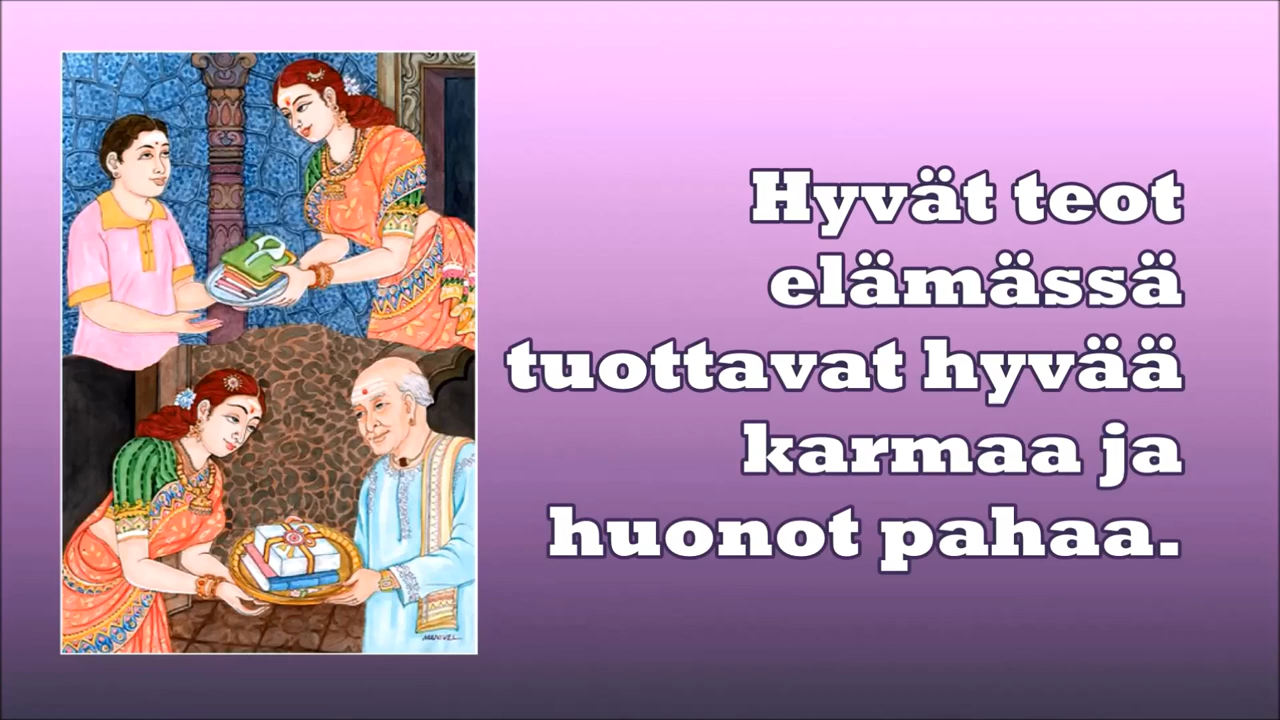 Hyvät teot
elämässä
tuottavat hyvää
karmaa ja
huonot pahaa.